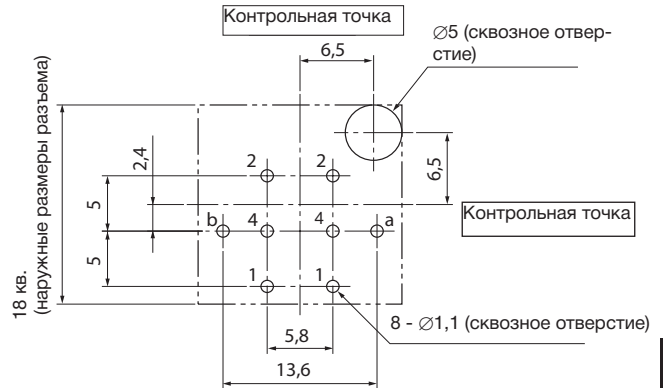 Контрольная точка
6,5
∅5 (сквозное отвер-
стие)
18 кв.
(наружные размеры разъема)
2,4
5
5
2 2
6,5
b 4 4 a
Контрольная точка
1 1
8 - ∅1,1 (сквозное отверстие)
5,8
13,6